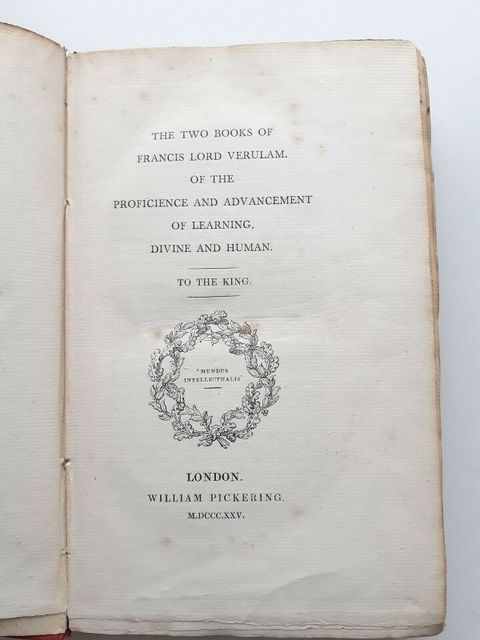 THE TWO BOOKS OF
FRANCIS LORD VERULAM.
OF THE
PROFICIENCE AND ADVANCEMENT
OF LEARNING,
DIVINE AND HUMAN.
TO THE KING.
'MUNDUS
INTELLECTUALIS'
LONDON.
WILLIAM PICKERING.
M.DCCC.XXV.